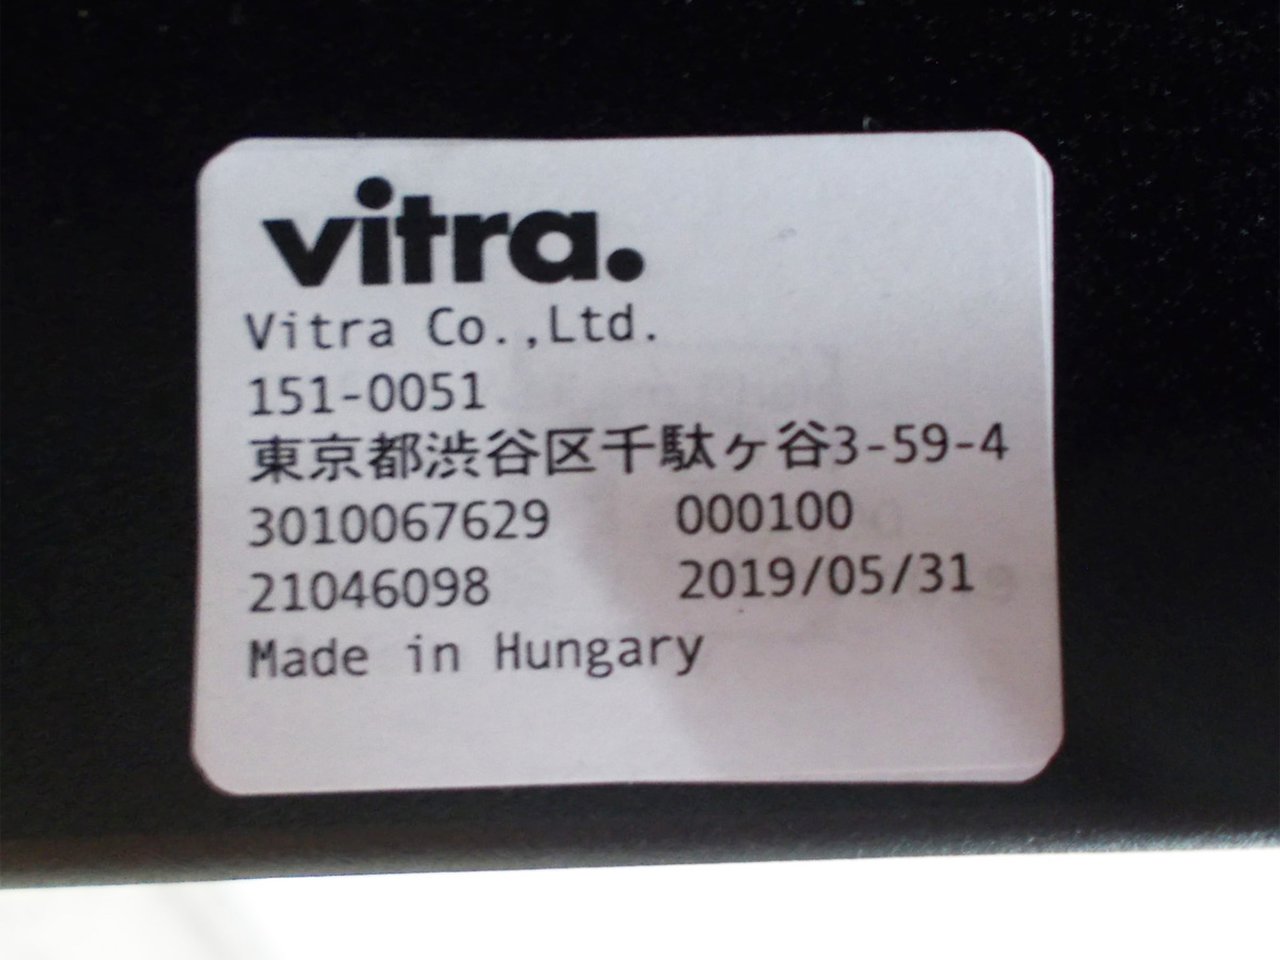 vitra.
Vitra Co.,Ltd.
151-0051
東京都渋谷区千駄ヶ谷3-59-4
3010067629 000100
21046098 2019/05/31
Made in Hungary